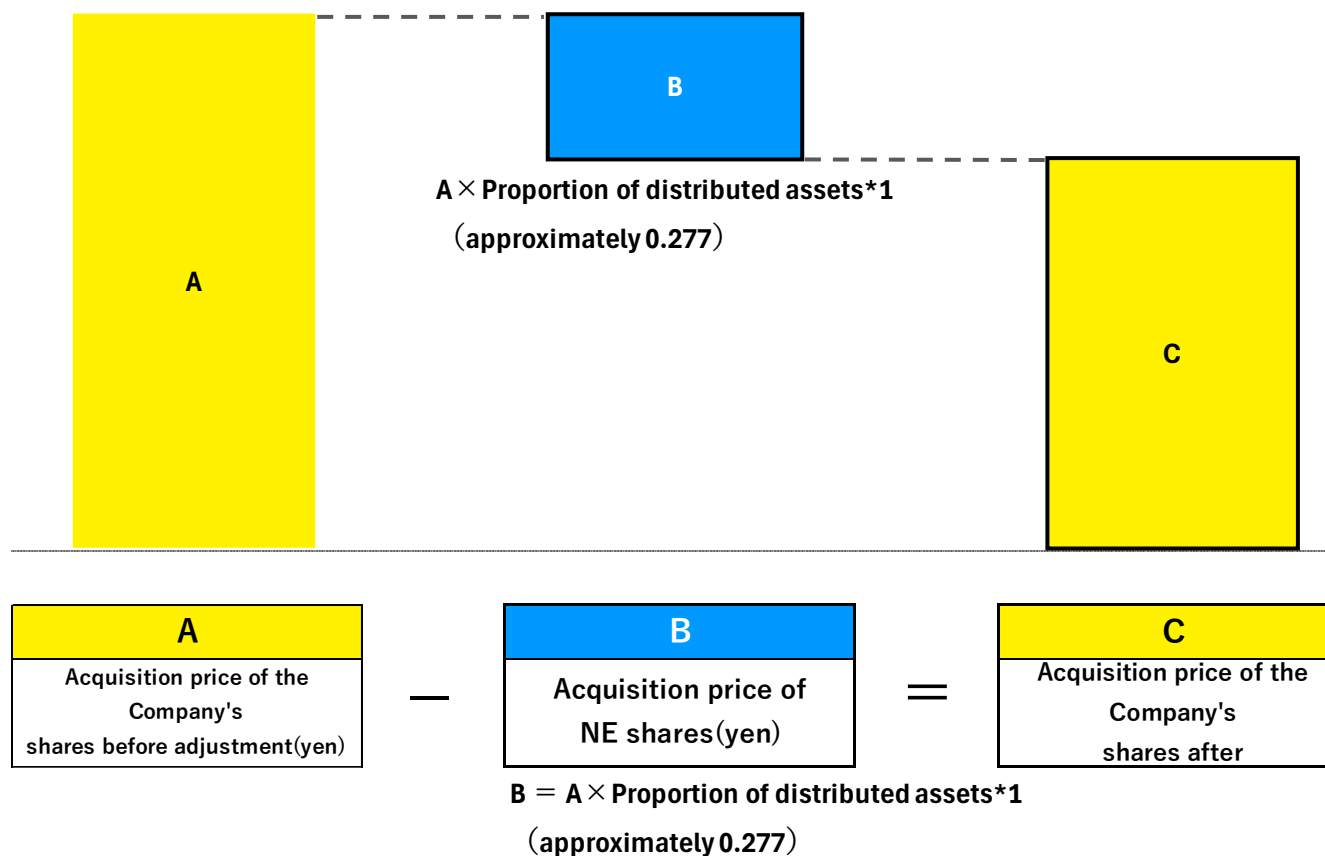 B
A×Proportion of distributed assets*1
（approximately 0.277）
A
C
A
Acquisition price of the
Company's
shares before adjustment(yen)
—
B
Acquisition price of
NE shares(yen)
＝
C
Acquisition price of the
Company's
shares after
B ＝ A×Proportion of distributed assets*1
（approximately 0.277）